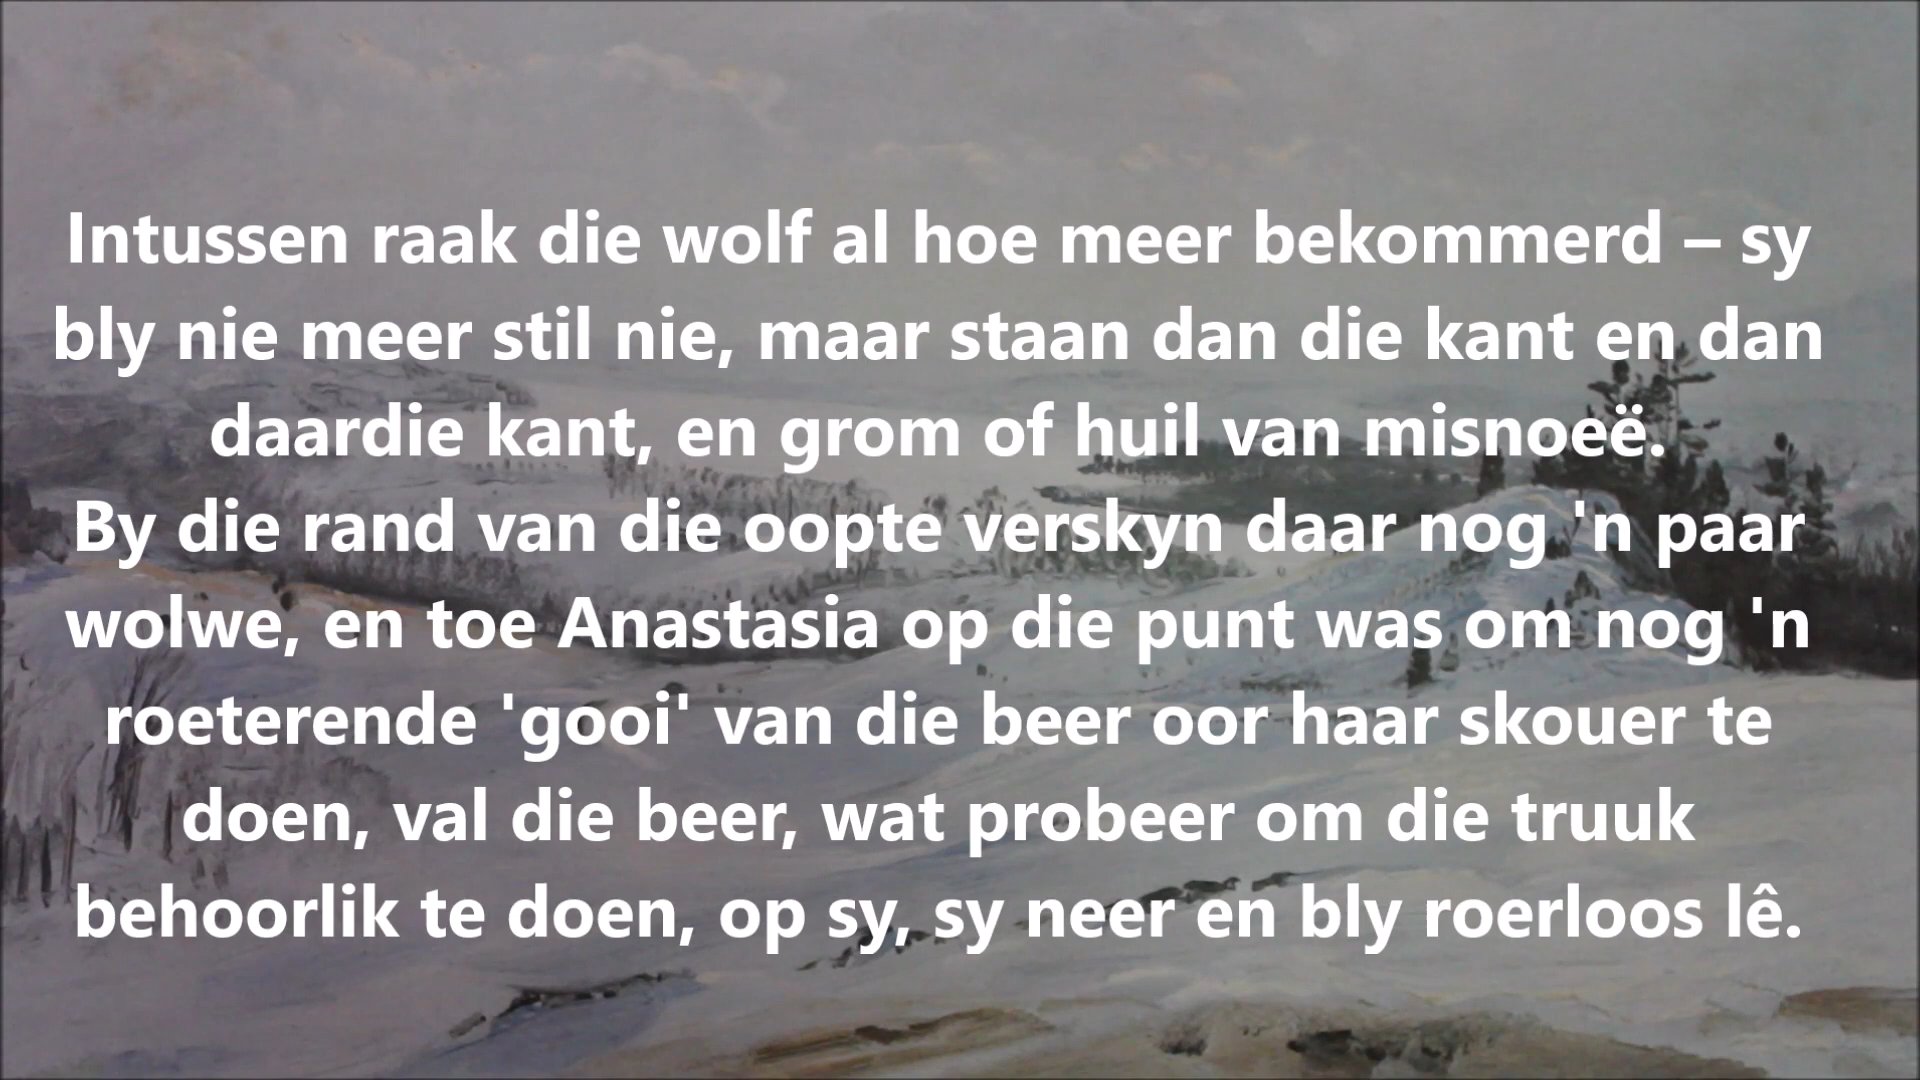 Intussen raak die wolf al hoe meer bekommerd – sy
bly nie meer stil nie, maar staan dan die kant en dan
daardie kant, en grom of huil van misnoeë.
By die rand van die oopte verskyn daar nog 'n paar
wolwe, en toe Anastasia op die punt was om nog 'n
roeterende 'gooi' van die beer oor haar skouer te
doen, val die beer, wat probeer om die truuk
behoorlik te doen, op sy, sy neer en bly roerloos lê.